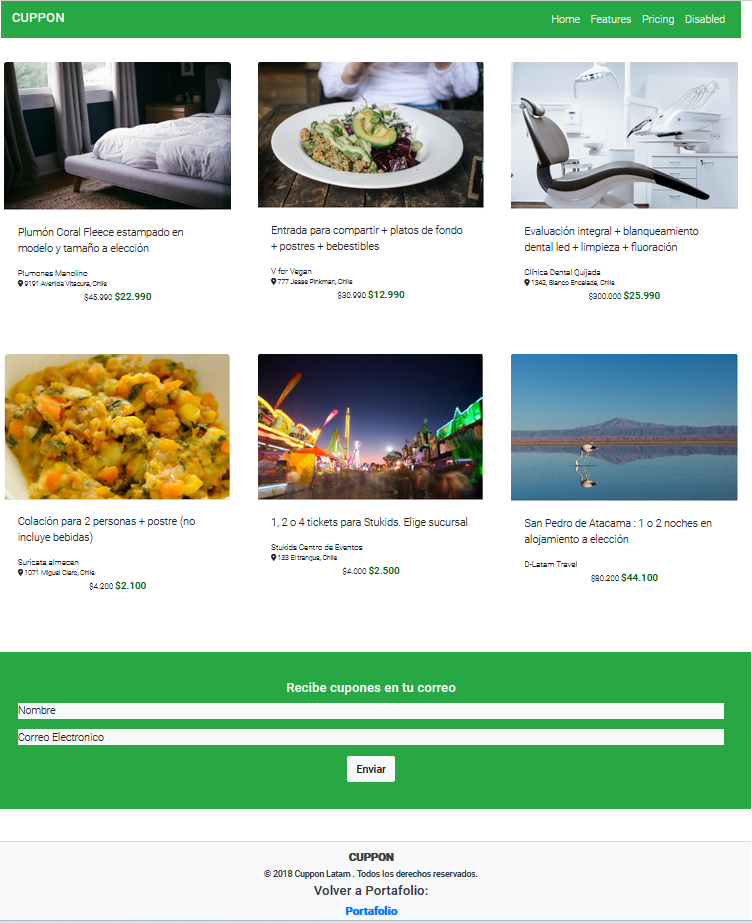 CUPPON
Home Features Pricing Disabled
Plumón Coral Fleece estampado en
modelo y tamaño a elección
Plumones Manolino
9191 Avenida Vitacura, Chile
$45.990 $22.990
Entrada para compartir + platos de fondo
+ postres + bebestibles
V for Vegan
777 Jesse Pinkman, Chile
$30.990 $12.990
Evaluación integral + blanqueamiento
dental led + limpieza + fluoración
Clínica Dental Quijada
1342, Blanco Encalada, Chile
$300.000 $25.990
Colación para 2 personas + postre (no
incluye bebidas)
Suricata almacen
1071 Miguel Claro, Chile
$4.200 $2.100
1, 2 o 4 tickets para Stukids. Elige sucursal
Stukids Centro de Eventos
133 El trangue, Chile
$4.000 $2.500
San Pedro de Atacama : 1 o 2 noches en
alojamiento a elección
D-Latam Travel
$80.200 $44.100
Recibe cupones en tu correo
Nombre
Correo Electronico
Enviar
CUPPON
© 2018 Cuppon Latam . Todos los derechos reservados.
Volver a Portafolio:
Portafolio